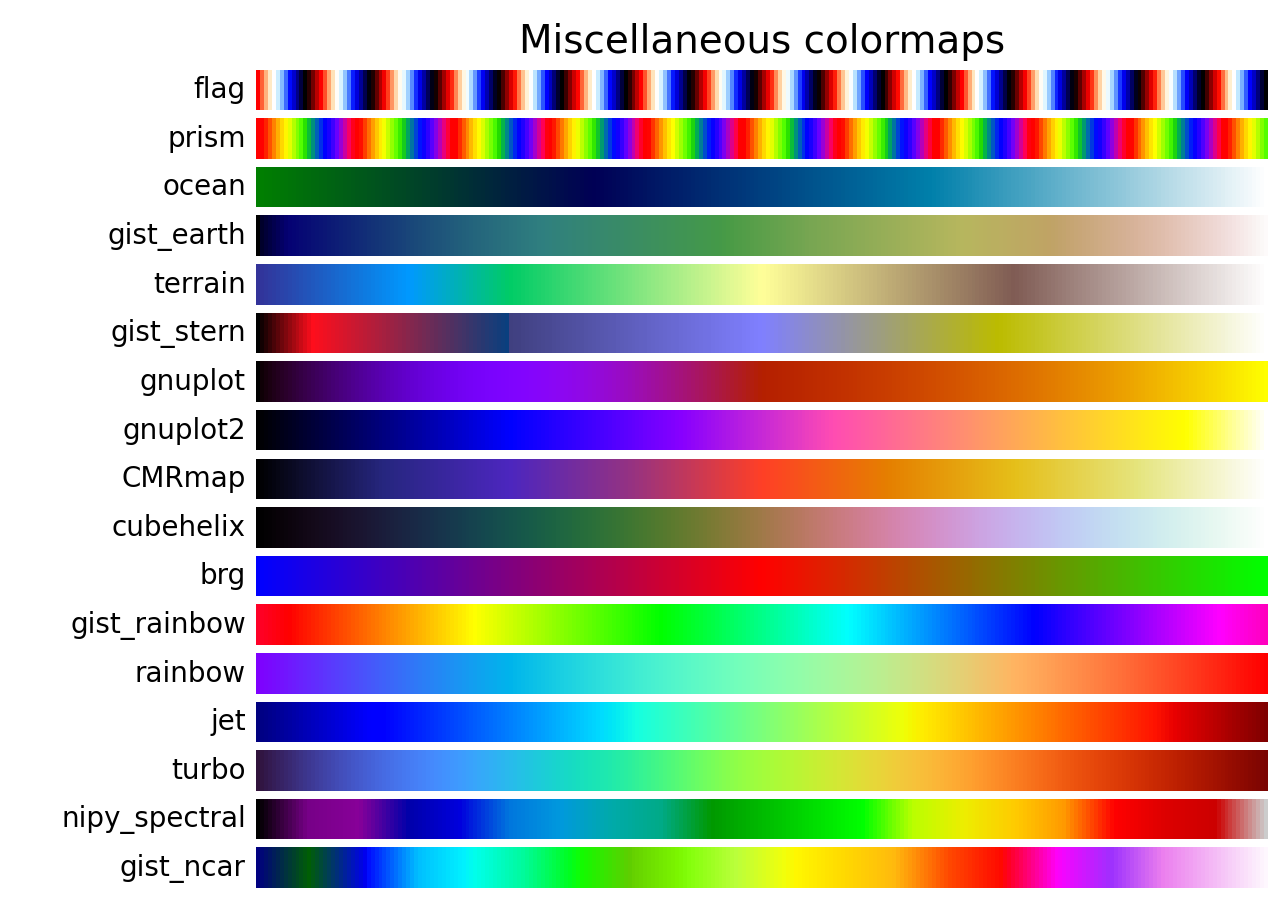 Miscellaneous colormaps
flag
prism
ocean
gist_earth
terrain
gist_stern
gnuplot
gnuplot2
CMRmap
cubehelix
brg
gist_rainbow
rainbow
jet
turbo
nipy_spectral
gist_ncar